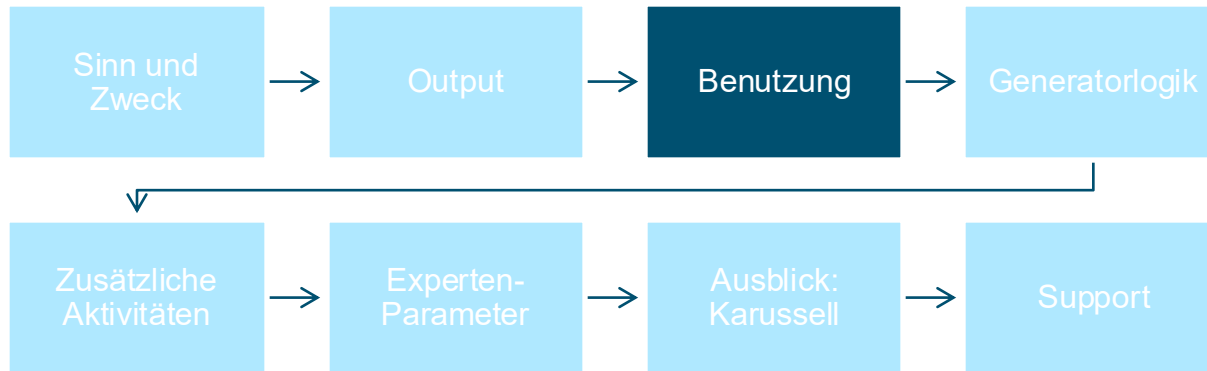 Sinn und
Zweck
Output
Benutzung
Generatorlogik
Zusätzliche
Aktivitäten
Experten-
Parameter
Ausblick:
Karussell
Support